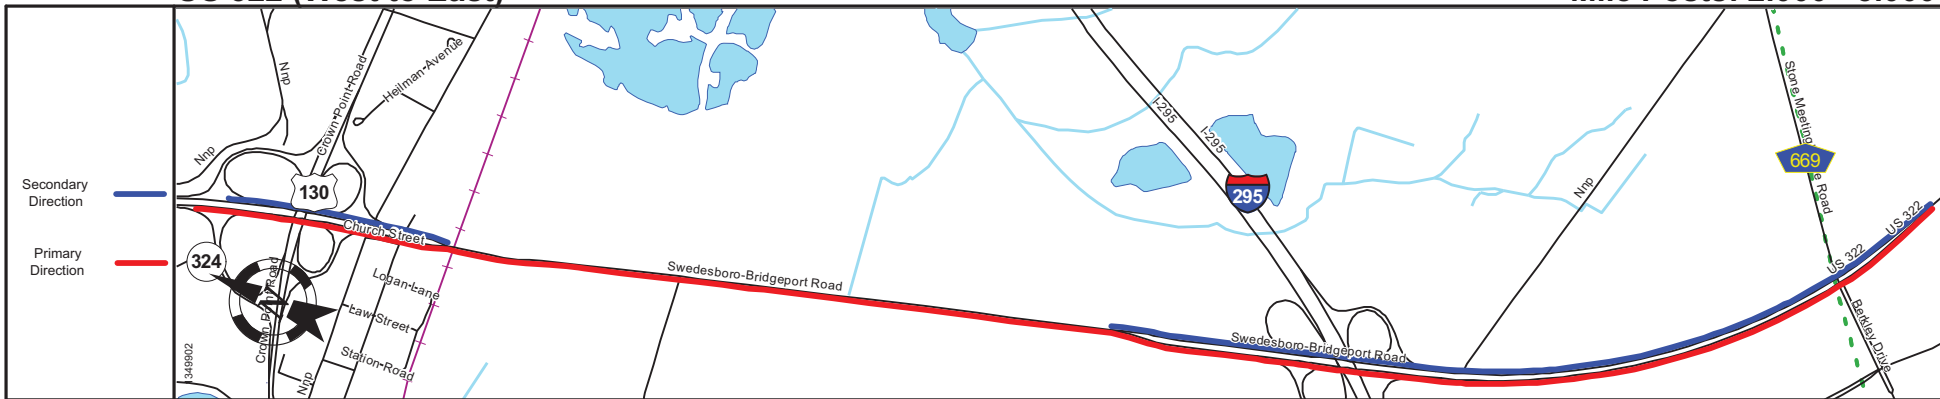 Secondary
Direction
Primary
Direction
Nnp
Nnp
Crown Point Road
Heilman Avenue
130
Church Street
324
Crown Point Road
Logan Lane
Law Street
Station Road
Nnp
1349902
Swedesboro-Bridgeport Road
I-295
I-295
295
Swedesboro-Bridgeport Road
Nnp
Stone Meeting
e Road
669
US 322
US 322
Berkley Drive